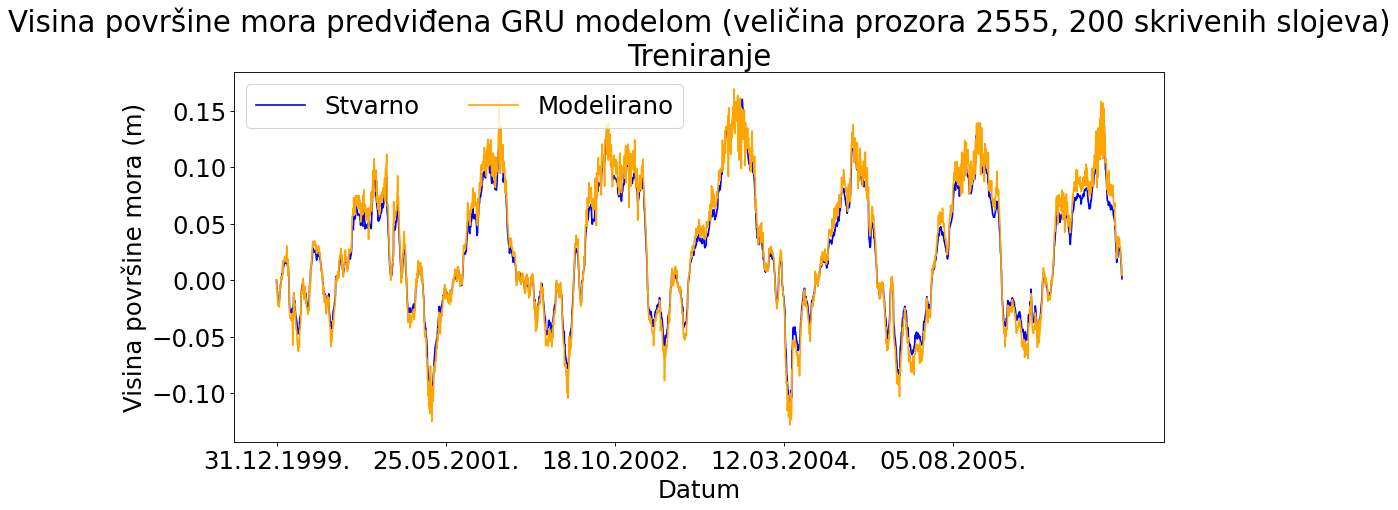 Visina površine mora predviđena GRU modelom (veličina prozora 2555, 200 skrivenih slojeva)
Treniranje
Stvarno
Modelirano
Visina površine mora (m)
0.15
0.10
0.05
0.00
−0.05
−0.10
31.12.1999.
25.05.2001.
18.10.2002.
12.03.2004.
05.08.2005.
Datum